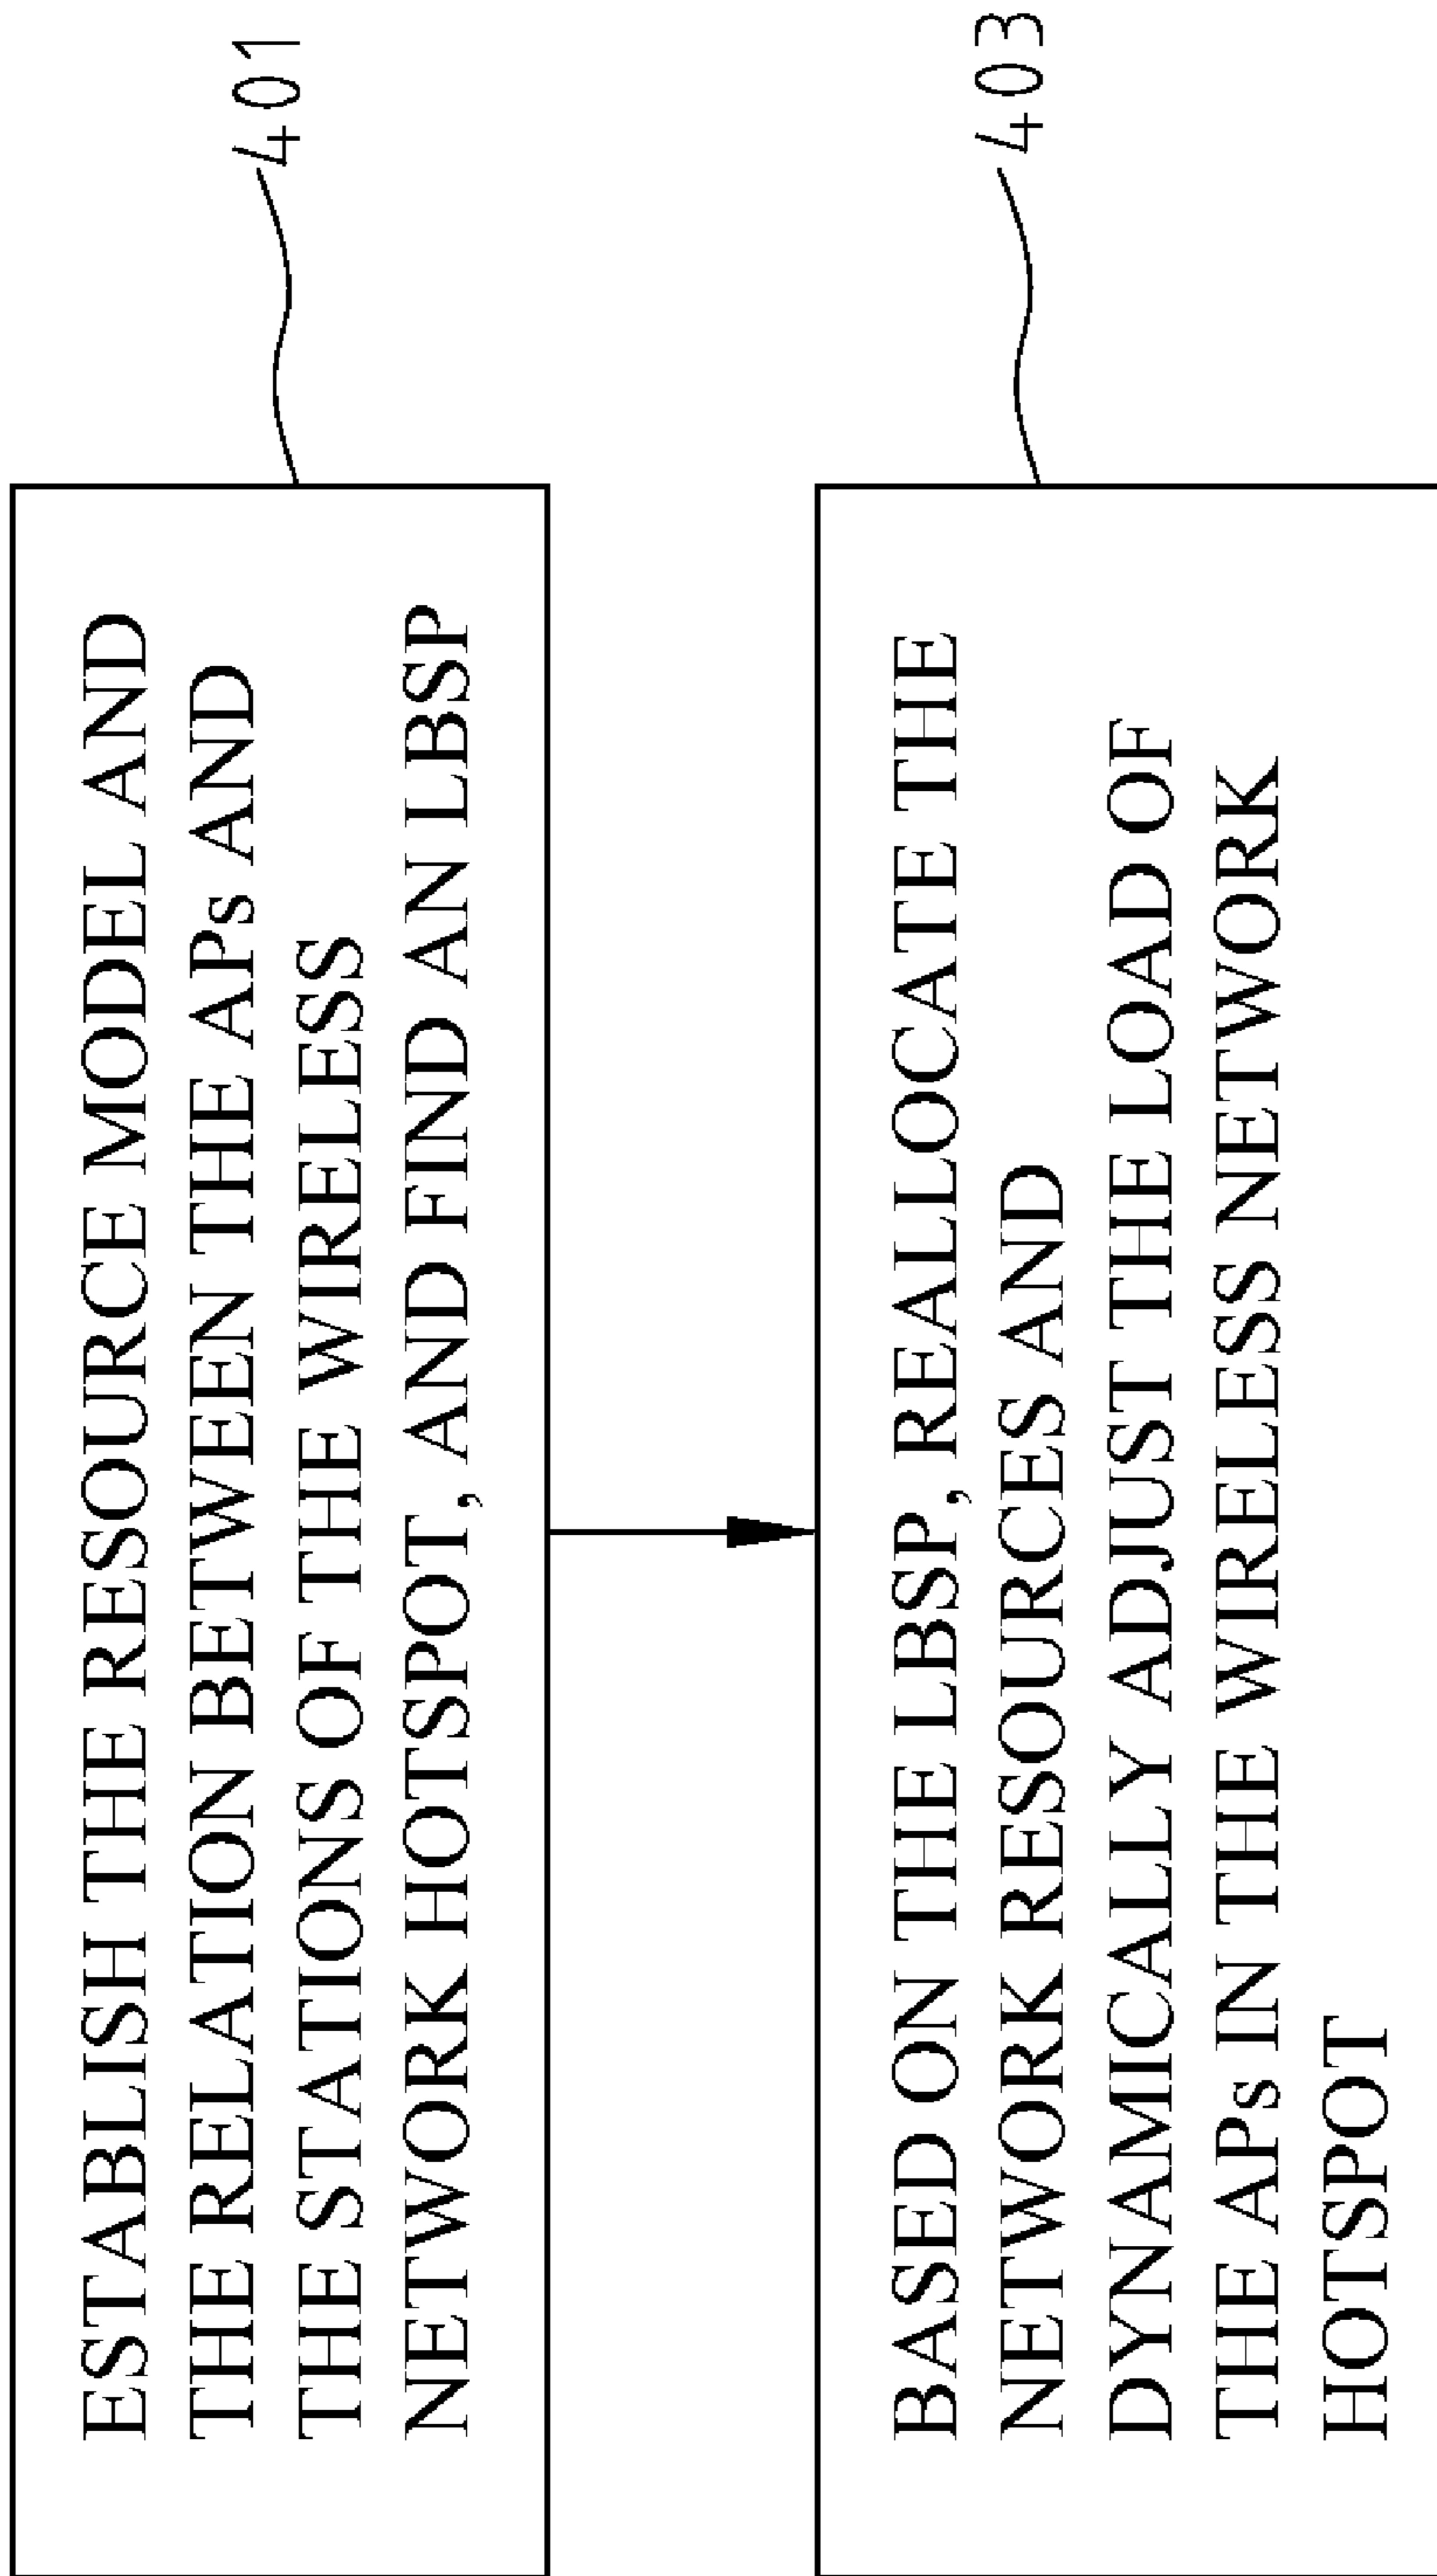 ESTABLISH THE RESOURCE MODEL AND
THE RELATION BETWEEN THE APs AND
THE STATIONS OF THE WIRELESS
NETWORK HOTSPOT, AND FIND AN LBSP
401
BASED ON THE LBSP, REALLOCATE THE
NETWORK RESOURCES AND
DYNAMICALLY ADJUST THE LOAD OF
THE APs IN THE WIRELESS NETWORK
HOTSPOT
403